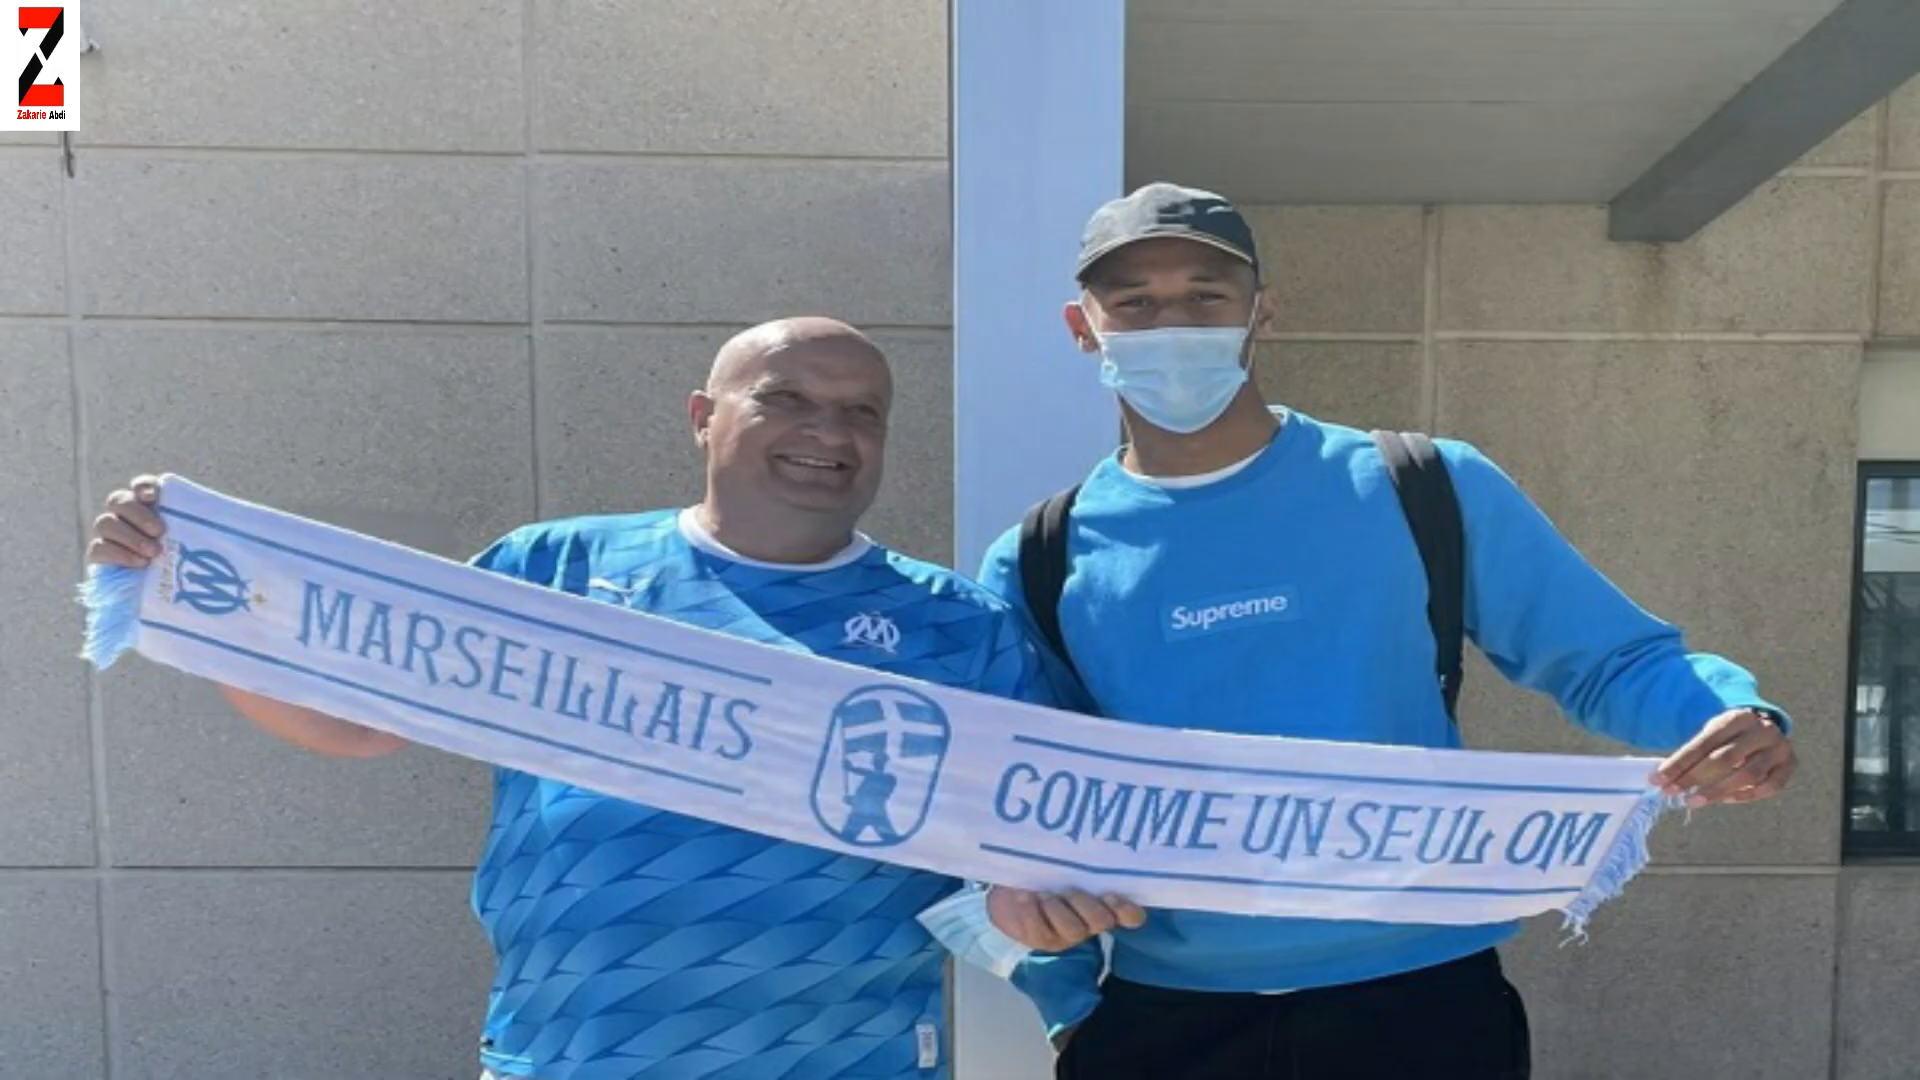 Z
Zakarie Abdi
MARSEILLAIS
COMME UN SEUL OM
Supreme